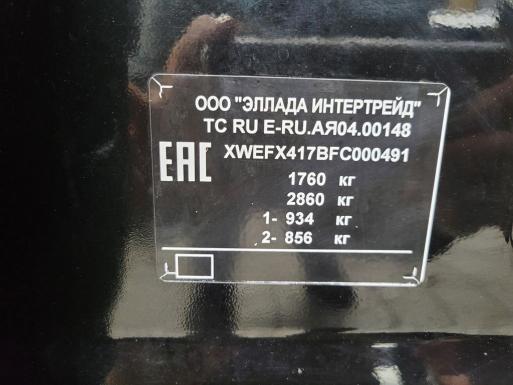 ООО "ЭЛЛАДА ИНТЕРТРЕЙД"
ТС RU E-RU.АЯ04.00148
EAC XWEFX417BFC000491
1760 кг
2860 кг
1- 934 кг
2- 856 кг